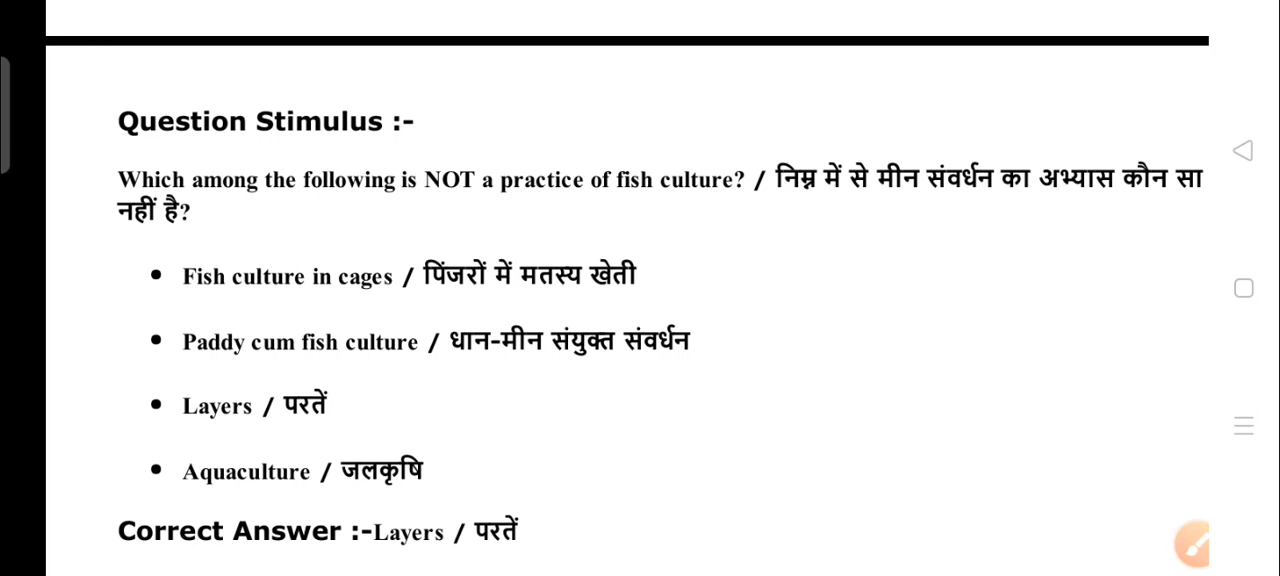 Question Stimulus :-
Which among the following is NOT a practice of fish culture? / निम्न में से मीन संवर्धन का अभ्यास कौन सा
नहीं है?
Fish culture in cages / पिंजरों में मतस्य खेती
Paddy cum fish culture / धान-मीन संयुक्त संवर्धन
Layers / परतें
Aquaculture / जलकृषि
Correct Answer :-Layers / परतें